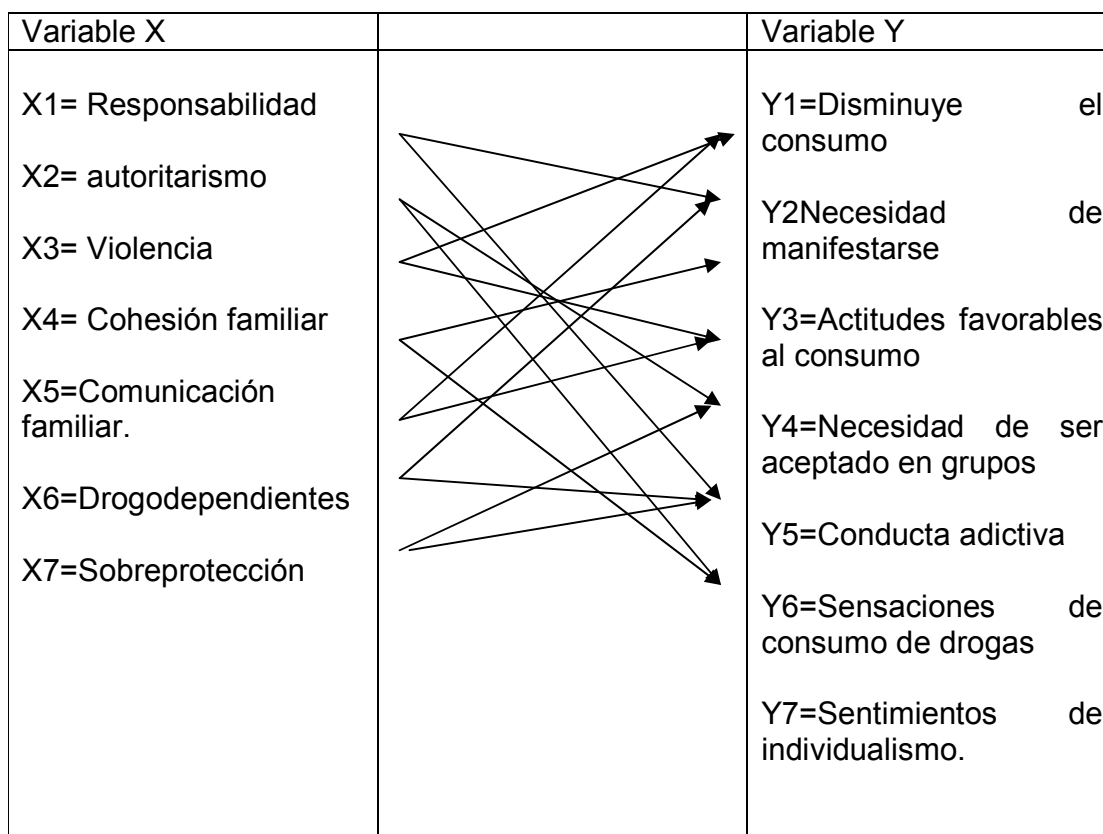 Variable X
Variable Y
X1= Responsabilidad
X2= autoritarismo
X3= Violencia
X4= Cohesión familiar
X5=Comunicación
familiar.
X6=Drogodependientes
X7=Sobreprotección
Y1=Disminuye el
consumo
Y2Necesidad de
manifestarse
Y3=Actitudes favorables
al consumo
Y4=Necesidad de ser
aceptado en grupos
Y5=Conducta adictiva
Y6=Sensaciones de
consumo de drogas
Y7=Sentimientos de
individualismo.